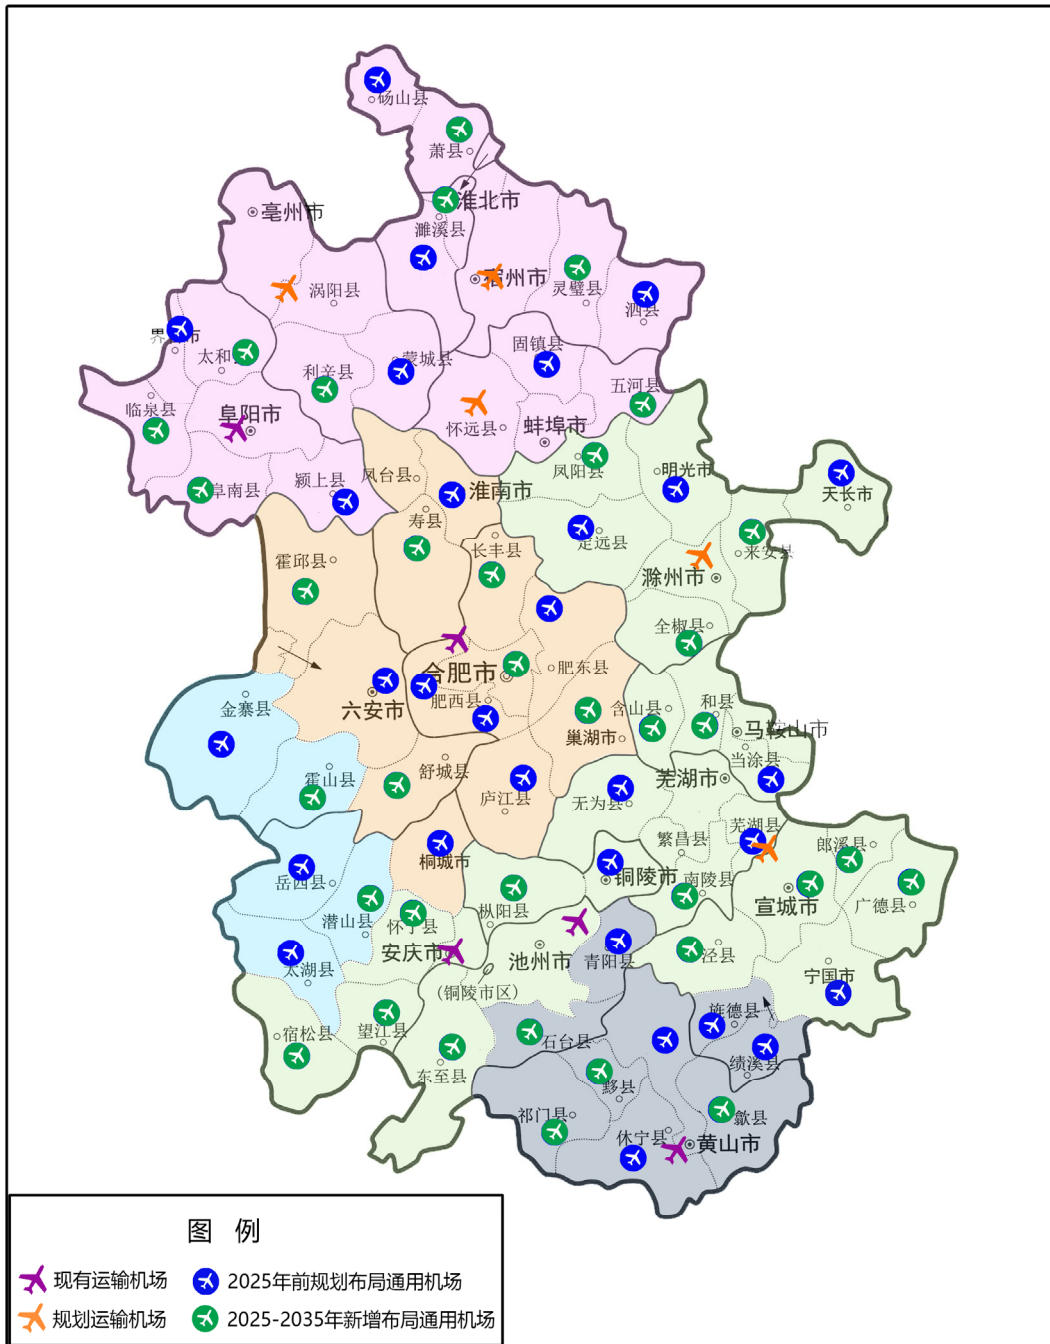 砀山县
萧县
淮北市
亳州市
濉溪县
宿州市
涡阳县
灵璧县
泗县
固镇县
太和
蒙城县
利辛县
五河县
临泉县
阜阳市
怀远县
蚌埠市
凤台县
凤阳县
明光市
颍上县
阜南县
淮南市
天长市
寿县
定远县
长丰县
来安县
霍邱县
滁州市
全椒县
合肥市
肥东县
金寨县
六安市
肥西县
含山县
和县
巢湖市
马鞍山市
当涂县
霍山县
舒城县
芜湖市
庐江县
无为县
芜湖县
繁昌县
郎溪县
桐城市
岳西县
铜陵市
南陵县
宣城市
广德县
枞阳县
潜山县
怀宁县
安庆市
池州市
青阳县
泾县
太湖县
宁国市
(铜陵市区)
旌德县
宿松县
望江县
石台县
绩溪县
东至县
黟县
祁门县
歙县
休宁县
黄山市
图 例
现有运输机场
2025年前规划布局通用机场
规划运输机场
2025-2035年新增布局通用机场